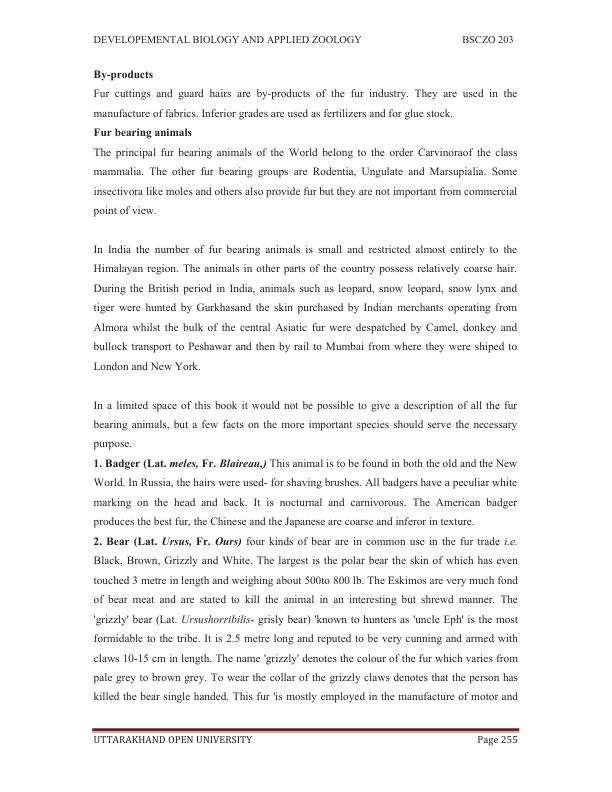 DEVELOPEMENTAL BIOLOGY AND APPLIED ZOOLOGY BSCZO 203
By-products
Fur cuttings and guard hairs are by-products of the fur industry. They are used in the
manufacture of fabrics. Inferior grades are used as fertilizers and for glue stock.
Fur bearing animals
The principal fur bearing animals of the World belong to the order Carvinoraof the class
mammalia. The other fur bearing groups are Rodentia, Ungulate and Marsupialia. Some
insectivora like moles and others also provide fur but they are not important from commercial
point of view.
In India the number of fur bearing animals is small and restricted almost entirely to the
Himalayan region. The animals in other parts of the country possess relatively coarse hair.
During the British period in India, animals such as leopard, snow leopard, snow lynx and
tiger were hunted by Gurkhasand the skin purchased by Indian merchants operating from
Almora whilst the bulk of the central Asiatic fur were despatched by Camel, donkey and
bullock transport to Peshawar and then by rail to Mumbai from where they were shiped to
London and New York.
In a limited space of this book it would not be possible to give a description of all the fur
bearing animals, but a few facts on the more important species should serve the necessary
purpose.
1. Badger (Lat. meles, Fr. Blaireau,) This animal is to be found in both the old and the New
World. In Russia, the hairs were used- for shaving brushes. All badgers have a peculiar white
marking on the head and back. It is nocturnal and carnivorous. The American badger
produces the best fur, the Chinese and the Japanese are coarse and inferor in texture.
2. Bear (Lat. Ursus, Fr. Ours) four kinds of bear are in common use in the fur trade i.e.
Black, Brown, Grizzly and White. The largest is the polar bear the skin of which has even
touched 3 metre in length and weighing about 500to 800 lb. The Eskimos are very much fond
of bear meat and are stated to kill the animal in an interesting but shrewd manner. The
'grizzly' bear (Lat. Ursushorribilis- grisly bear) 'known to hunters as 'uncle Eph' is the most
formidable to the tribe. It is 2.5 metre long and reputed to be very cunning and armed with
claws 10-15 cm in length. The name 'grizzly' denotes the colour of the fur which varies from
pale grey to brown grey. To wear the collar of the grizzly claws denotes that the person has
killed the bear single handed. This fur 'is mostly employed in the manufacture of motor and
UTTARAKHAND OPEN UNIVERSITY Page 255